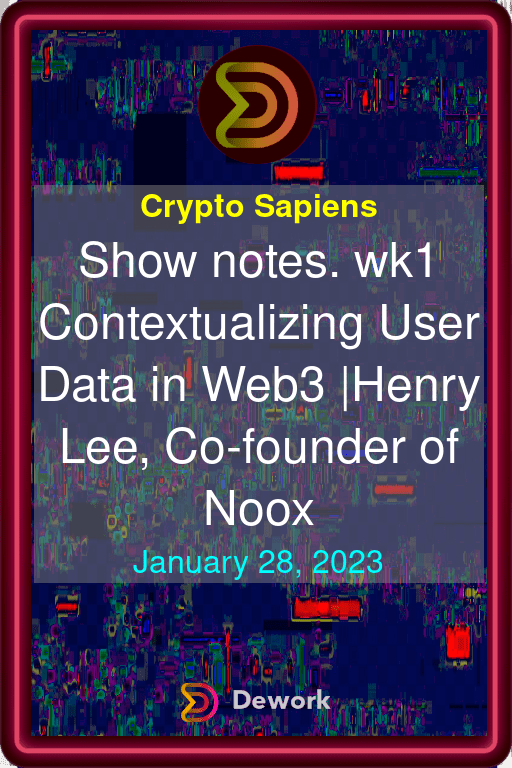 Crypto Sapiens
Show notes. wk1
Contextualizing User
Data in Web3 |Henry
Lee, Co-founder of
Noox
January 28, 2023
Dework